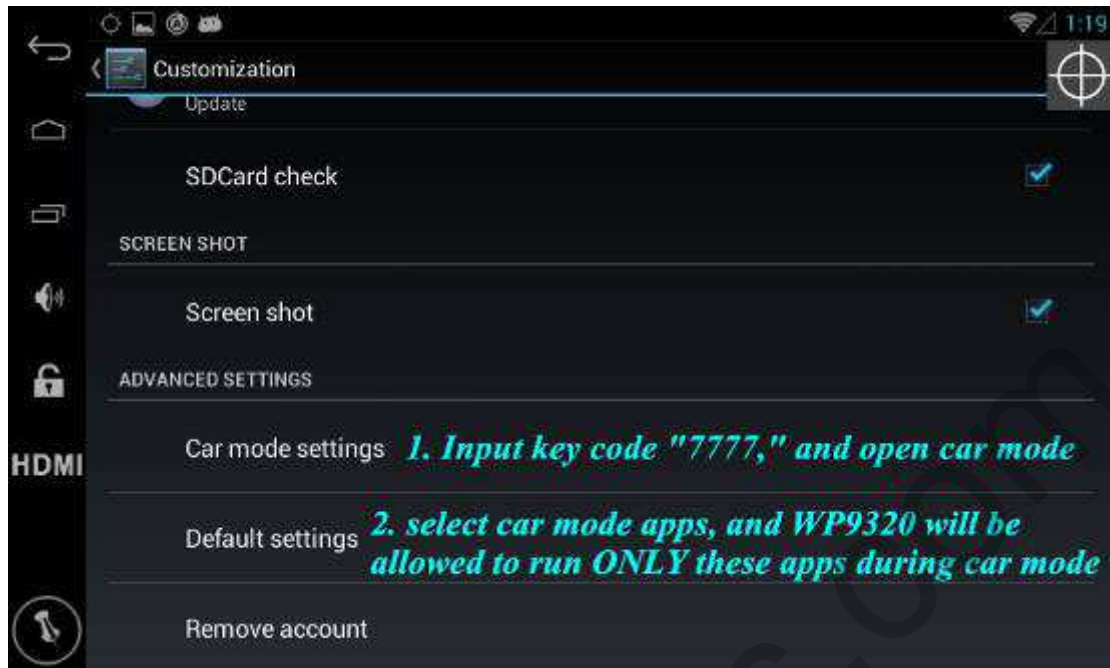 1:19
Customization
Update
SDCard check
SCREEN SHOT
Screen shot
ADVANCED SETTINGS
Car mode settings 1. Input key code "7777," and open car mode
HDMI
Default settings 2. select car mode apps, and WP9320 will be
allowed to run ONLY these apps during car mode
Remove account